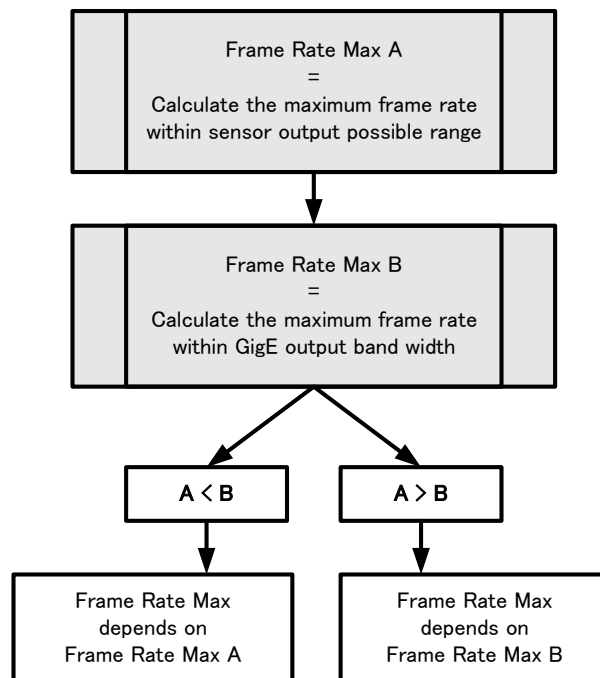 Frame Rate Max A
=
Calculate the maximum frame rate
within sensor output possible range
Frame Rate Max B
=
Calculate the maximum frame rate
within GigE output band width
A < B
A > B
Frame Rate Max
depends on
Frame Rate Max A
Frame Rate Max
depends on
Frame Rate Max B